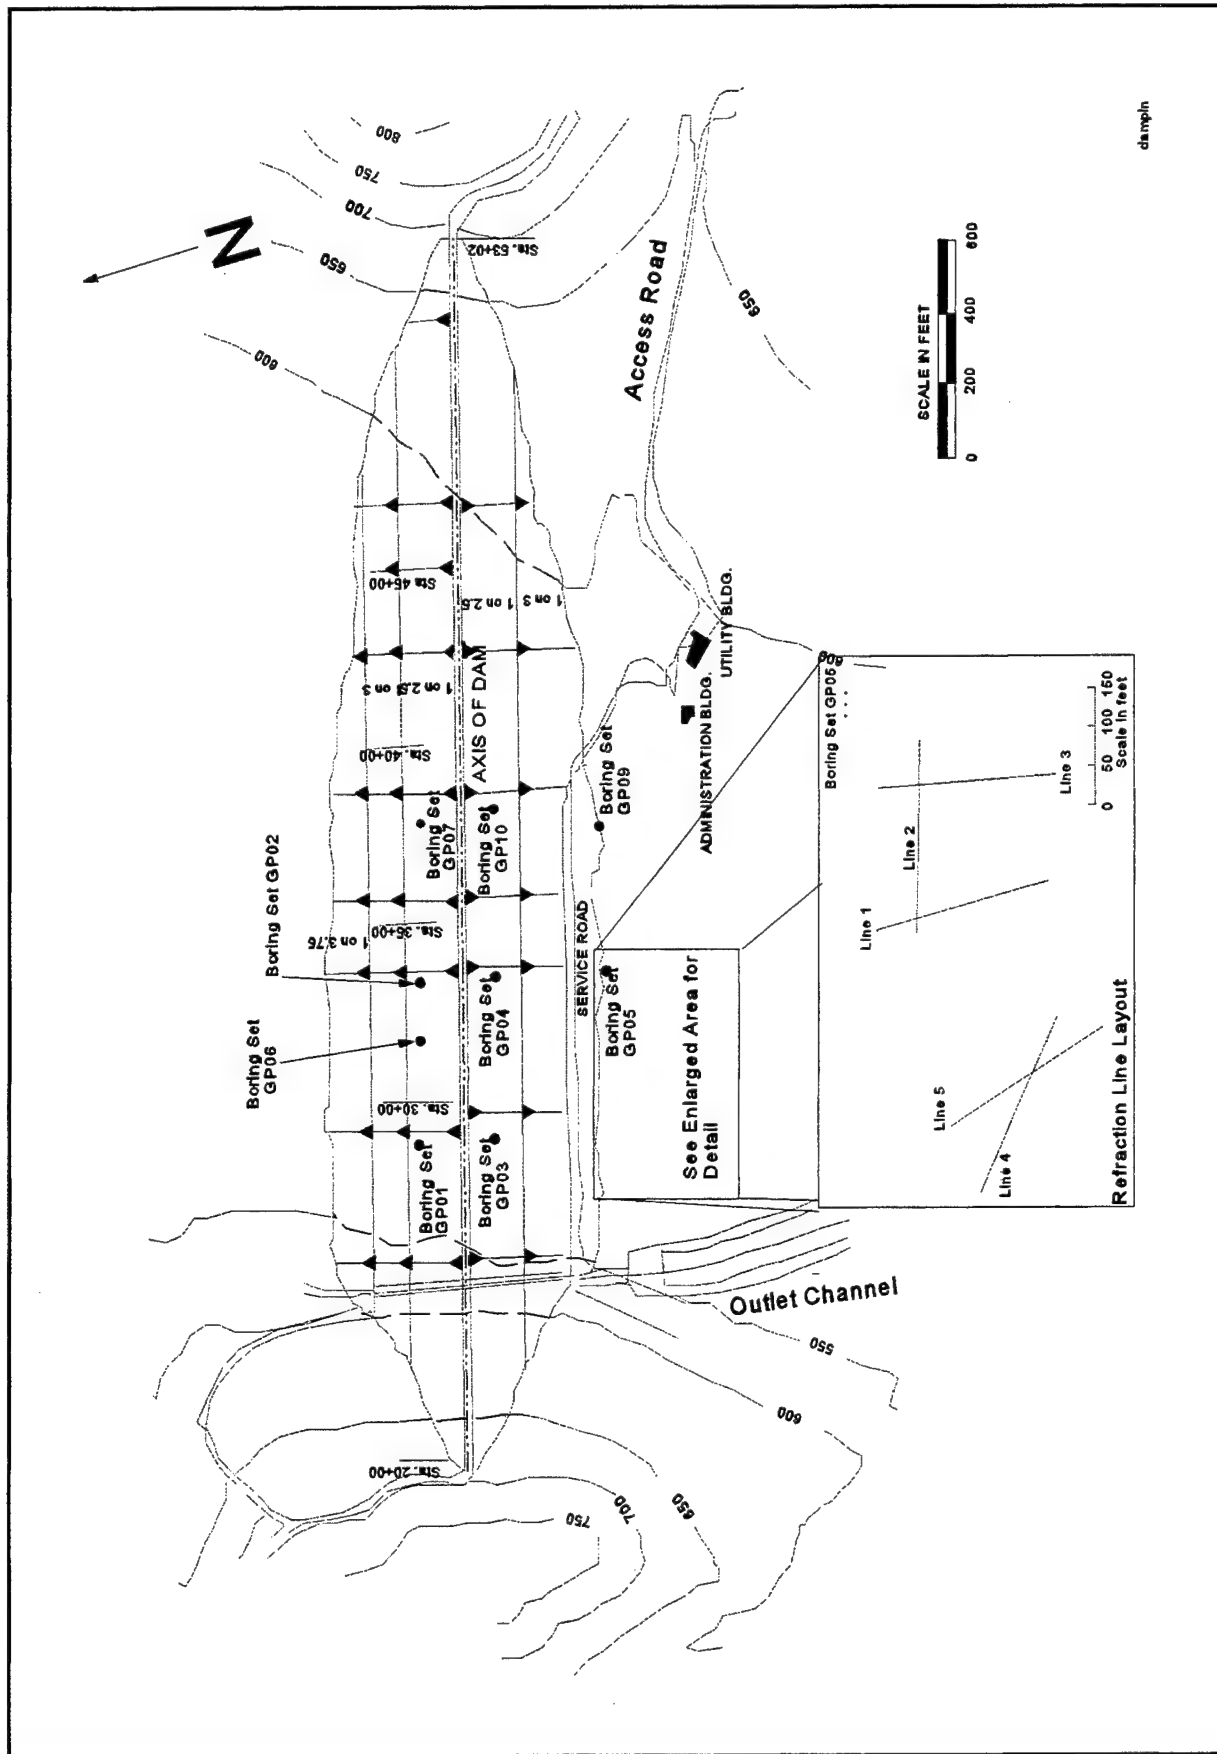 N
800
750
700
650
600
Sta. 53+02
Access Road
650
SCALE IN FEET
0 200 400 600
dampln
Sta 45+00
1 on 2.5
1 on 3
1 on 2.5
1 on 3
AXIS OF DAM
Sta. 40+00
UTILITY BLDG.
ADMINISTRATION BLDG.
600
Boring Set GP02
Boring Set
GP06
Boring Set
GP07
Boring Set
GP10
Boring Set
GP09
Sta. 35+00
1 on 3.75
SERVICE ROAD
Boring Set
GP04
Boring Set
GP05
Sta. 30+00
Boring Set
GP01
Boring Set
GP03
See Enlarged Area for
Detail
Boring Set GP05
Line 1
Line 2
Line 3
Line 4
Line 5
0 50 100 150
Scale in feet
Refraction Line Layout
Outlet Channel
550
600
650
700
750
Sta. 20+00